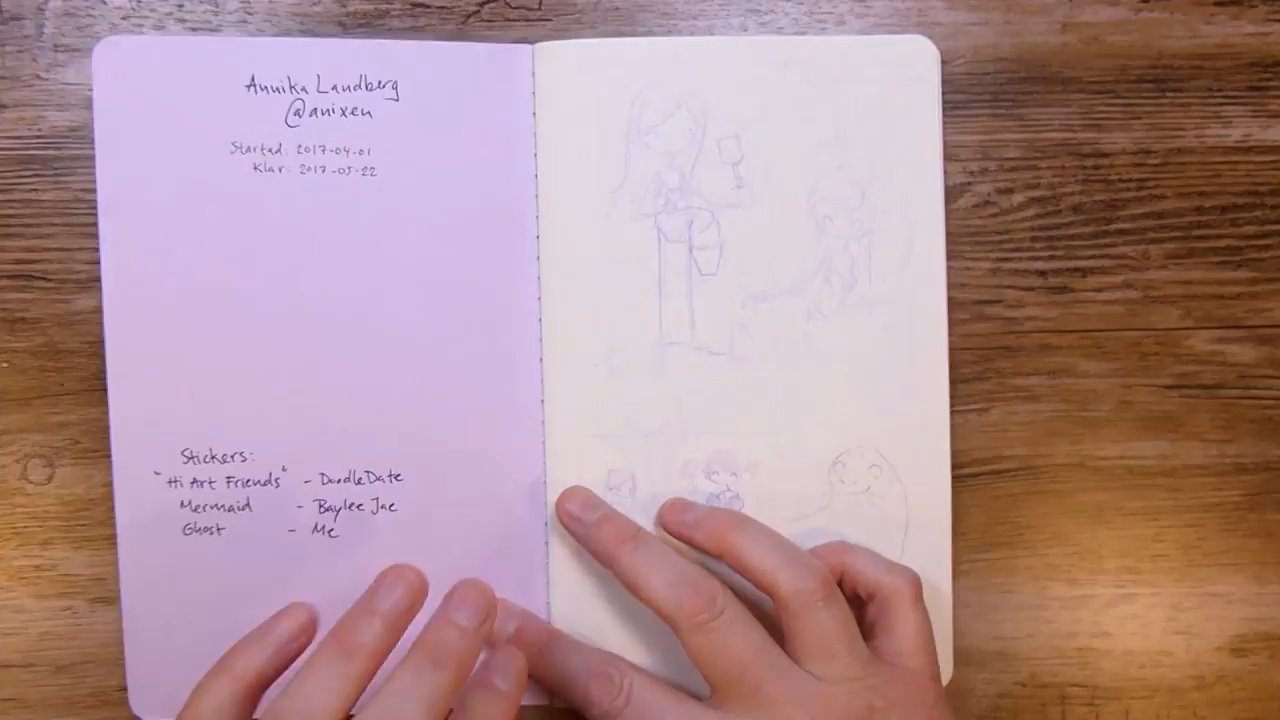 Annika Landberg
@anixen
Startad: 2017-04-01
Klar: 2017-05-22
Stickers:
"Hi Art Friends" - DoodleDate
Mermaid - Baylee Jae
Ghost - Me